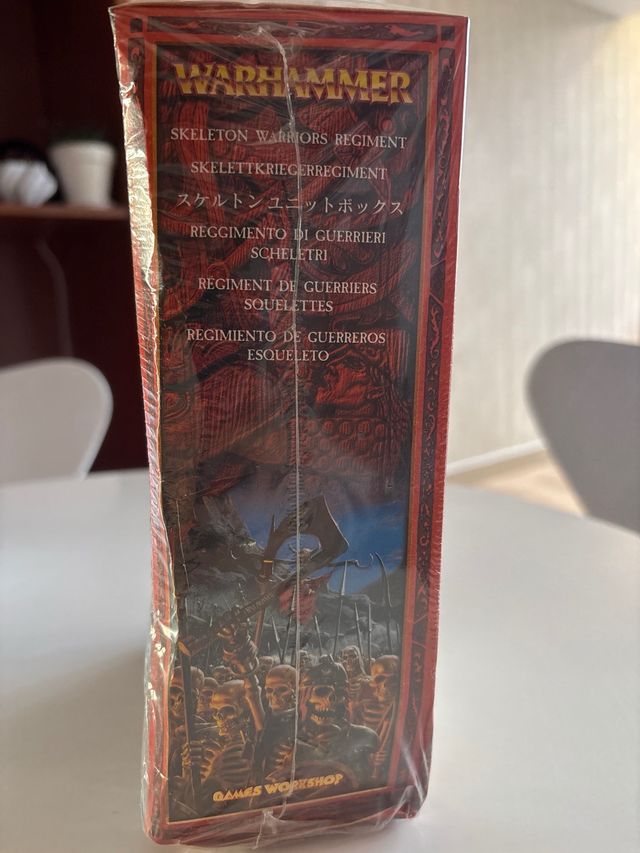 WARHAMMER
SKELETON WARRIORS REGIMENT
SKELETTKRIEGERREGIMENT
スケルトンユニットボックス
REGGIMENTO DI GUERRIERI
SCHELETRI
RÉGIMENT DE GUERRIERS
SQUELETTES
REGIMIENTO DE GUERREROS
ESQUELETO
GAMES WORKSHOP